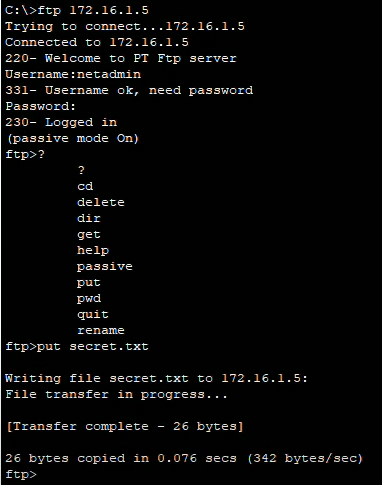 C:\>ftp 172.16.1.5
Trying to connect...172.16.1.5
Connected to 172.16.1.5
220- Welcome to PT Ftp server
Username:netadmin
331- Username ok, need password
Password:
230- Logged in
(passive mode On)
ftp>?
?
cd
delete
dir
get
help
passive
put
pwd
quit
rename
ftp>put secret.txt
Writing file secret.txt to 172.16.1.5:
File transfer in progress...
[Transfer complete - 26 bytes]
26 bytes copied in 0.076 secs (342 bytes/sec)
ftp>